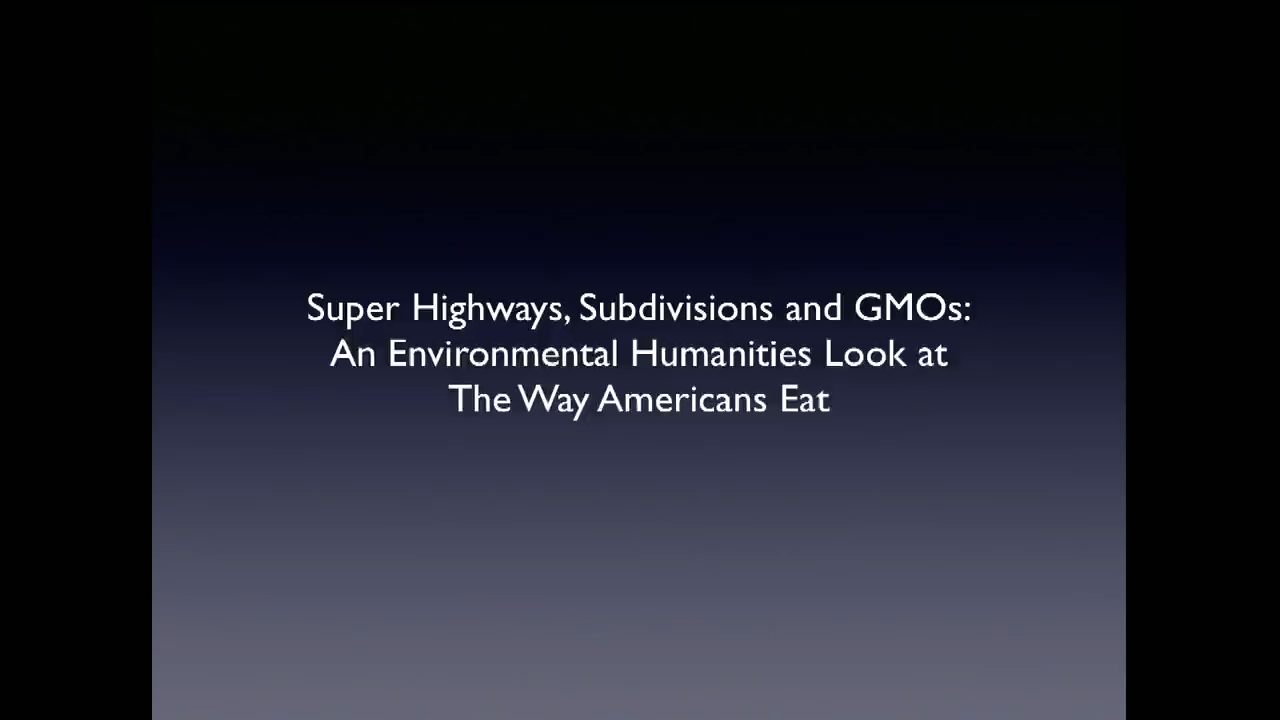 Super Highways, Subdivisions and GMOs:
An Environmental Humanities Look at
The Way Americans Eat